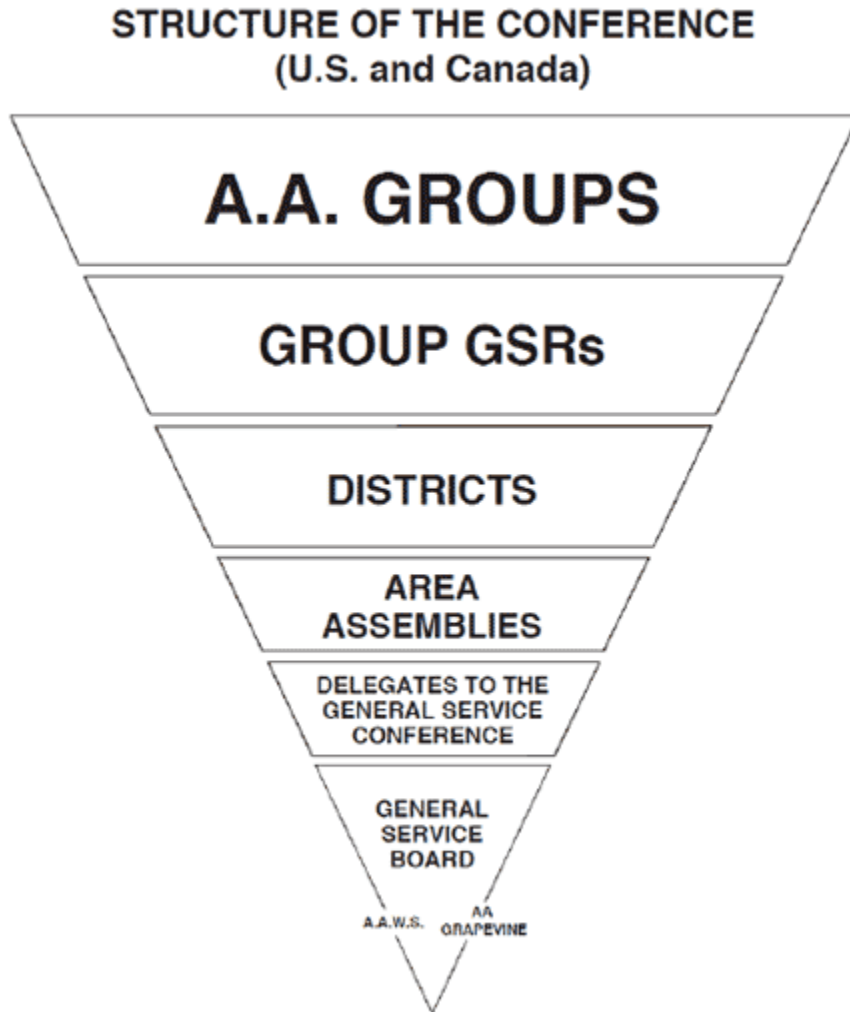 STRUCTURE OF THE CONFERENCE
(U.S. and Canada)
A.A. GROUPS
GROUP GSRs
DISTRICTS
AREA
ASSEMBLIES
DELEGATES TO THE
GENERAL SERVICE
CONFERENCE
GENERAL
SERVICE
BOARD
A.A.W.S.
AA
GRAPEVINE